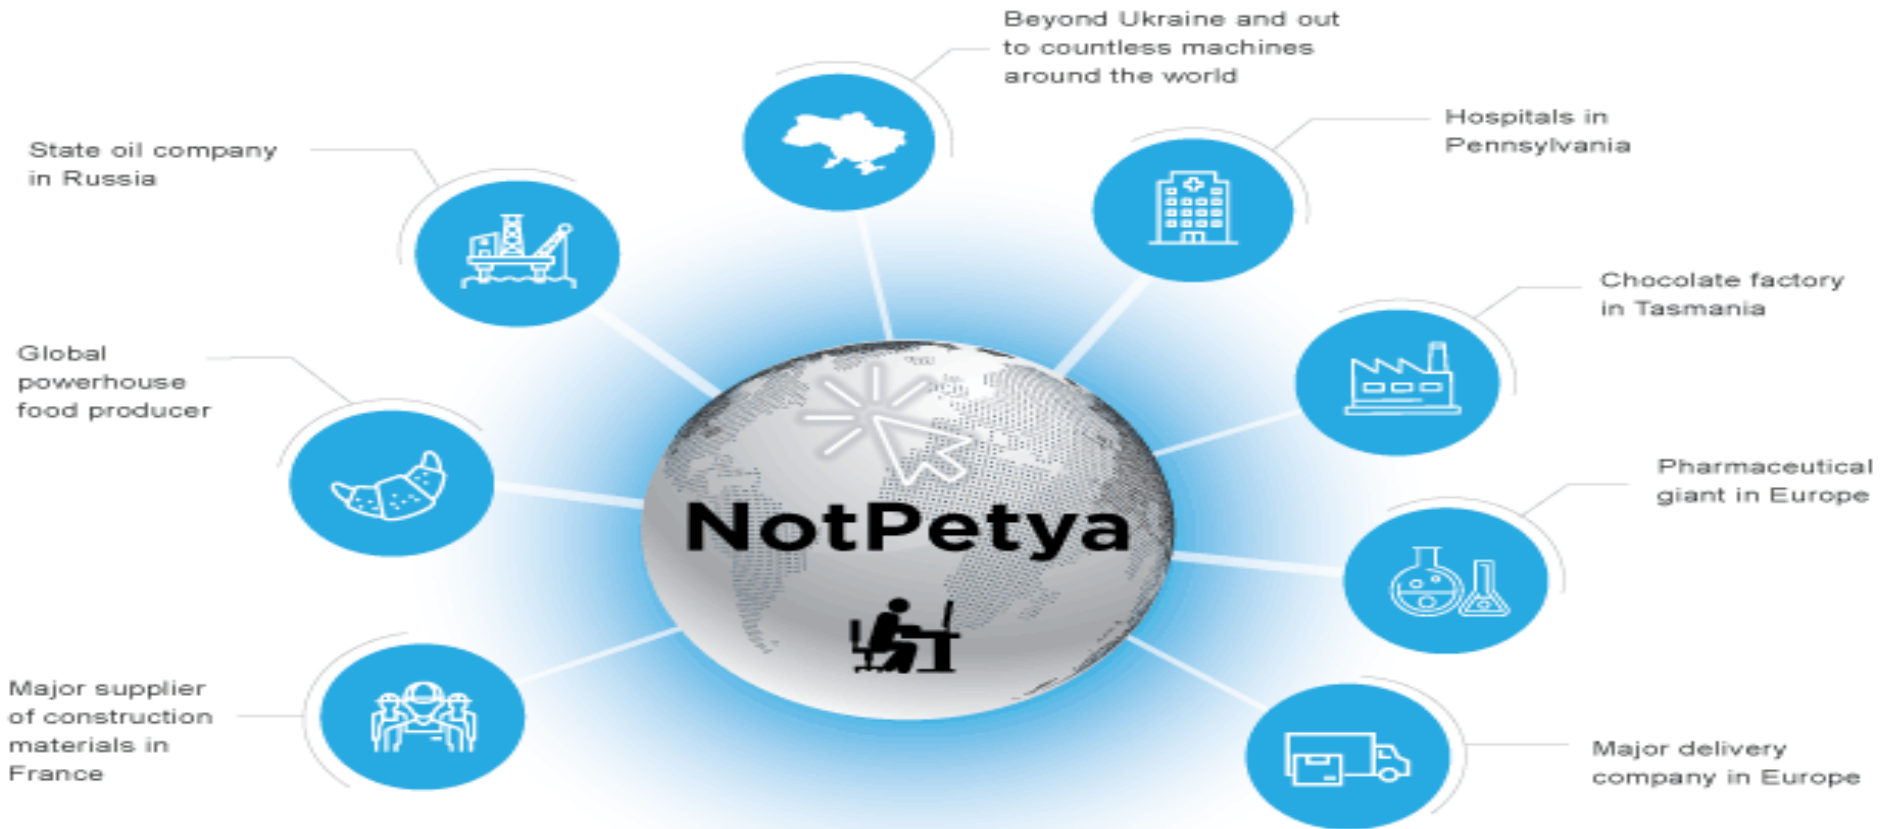 Beyond Ukraine and out
to countless machines
around the world
Hospitals in
Pennsylvania
State oil company
in Russia
Chocolate factory
in Tasmania
Global
powerhouse
food producer
Pharmaceutical
giant in Europe
NotPetya
Major supplier
of construction
materials in
France
Major delivery
company in Europe